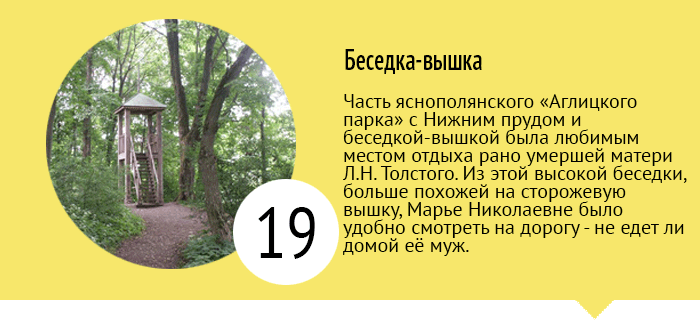 Беседка-вышка
Часть яснополянского «Аглицкого
парка» с Нижним прудом и
беседкой-вышкой была любимым
местом отдыха рано умершей матери
Л.Н. Толстого. Из этой высокой беседки,
больше похожей на сторожевую
вышку, Марье Николаевне было
удобно смотреть на дорогу - не едет ли
домой её муж.
19